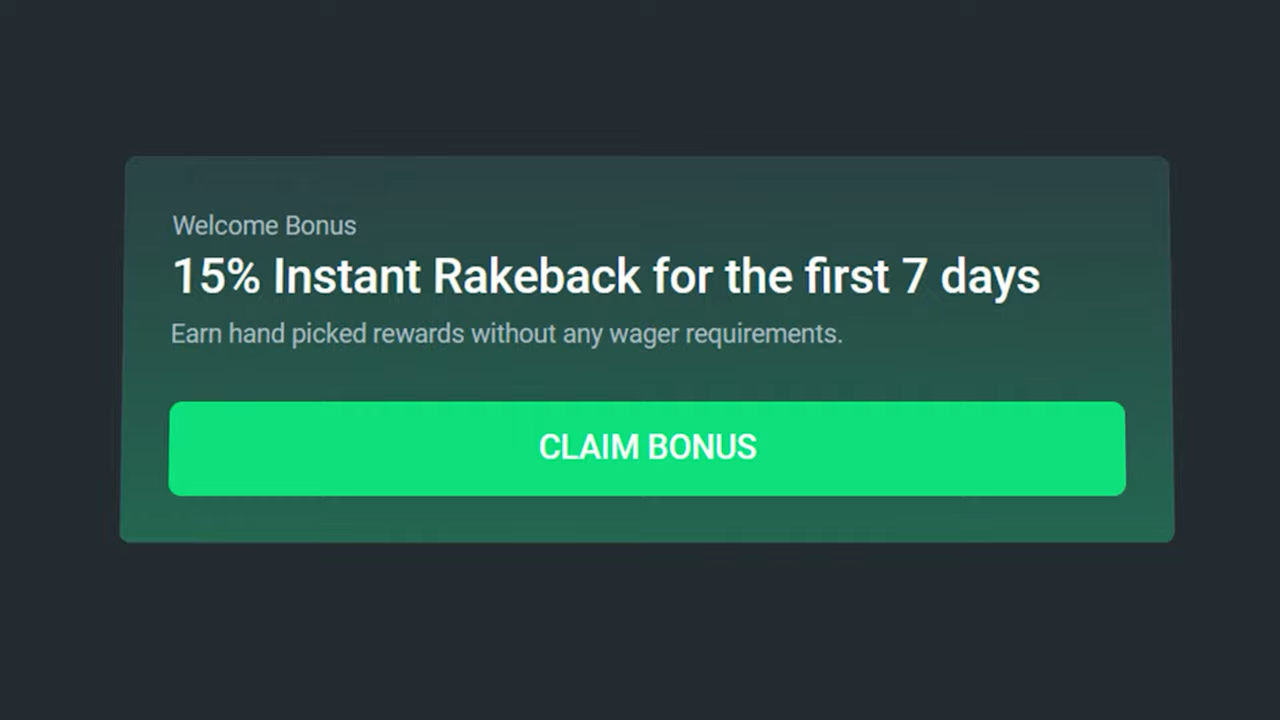 Welcome Bonus
15% Instant Rakeback for the first 7 days
Earn hand picked rewards without any wager requirements.
CLAIM BONUS